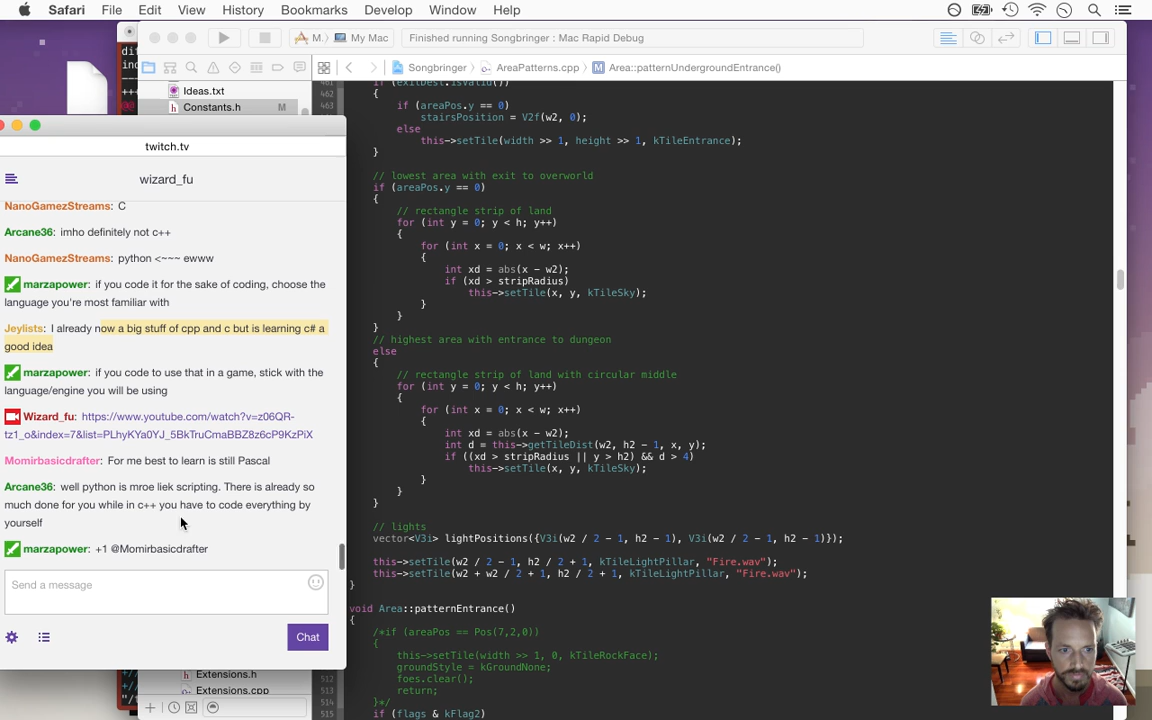 Safari File Edit View History Bookmarks Develop Window Help
M. My Mac Finished running Songbringer : Mac Rapid Debug
Songbringer AreaPatterns.cpp M Area::patternUndergroundEntrance()
Ideas.txt
Constants.h M
twitch.tv
wizard_fu
NanoGamezStreams: C
Arcane36: imho definitely not c++
NanoGamezStreams: python <~~~ ewww
marzapower: if you code it for the sake of coding, choose the
language you're most familiar with
Jeylists: I already now a big stuff of cpp and c but is learning c# a
good idea
marzapower: if you code to use that in a game, stick with the
language/engine you will be using
Wizard_fu: https://www.youtube.com/watch?v=z06QR-
tz1_o&index=7&list=PLhyKYa0YJ_5BkTruCmaBBZ8z6cP9KzPiX
Momirbasicdrafter: For me best to learn is still Pascal
Arcane36: well python is mroe liek scripting. There is already so
much done for you while in c++ you have to code everything by
yourself
marzapower: +1 @Momirbasicdrafter
Send a message
Chat
Extensions.h
Extensions.cpp
462
463
if (exitDest.isValid())
{
if (areaPos.y == 0)
stairsPosition = V2f(w2, 0);
else
this->setTile(width >> 1, height >> 1, kTileEntrance);
}
// lowest area with exit to overworld
if (areaPos.y == 0)
{
// rectangle strip of land
for (int y = 0; y < h; y++)
{
for (int x = 0; x < w; x++)
{
int xd = abs(x - w2);
if (xd > stripRadius)
this->setTile(x, y, kTileSky);
}
}
}
// highest area with entrance to dungeon
else
{
// rectangle strip of land with circular middle
for (int y = 0; y < h; y++)
{
for (int x = 0; x < w; x++)
{
int xd = abs(x - w2);
int d = this->getTileDist(w2, h2 - 1, x, y);
if ((xd > stripRadius || y > h2) && d > 4)
this->setTile(x, y, kTileSky);
}
}
}
// lights
vector<V3i> lightPositions({V3i(w2 / 2 - 1, h2 - 1), V3i(w2 / 2 - 1, h2 - 1)});
this->setTile(w2 / 2 - 1, h2 / 2 + 1, kTileLightPillar, "Fire.wav");
this->setTile(w2 + w2 / 2 + 1, h2 / 2 + 1, kTileLightPillar, "Fire.wav");
}
void Area::patternEntrance()
{
/*if (areaPos == Pos(7,2,0))
{
this->setTile(width >> 1, 0, kTileRockFace);
groundStyle = kGroundNone;
foes.clear();
512 return;
513
514 }*/
515 if (flags & kFlag2)